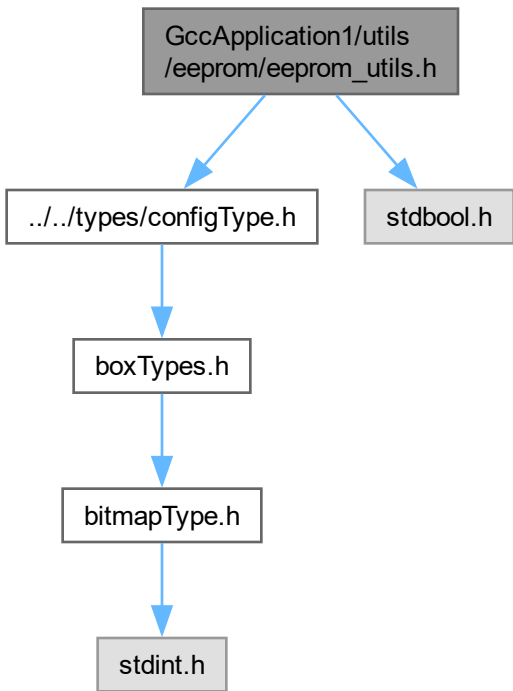 GccApplication1/utils
/eeprom/eeprom_utils.h
../../types/configType.h
stdbool.h
boxTypes.h
bitmapType.h
stdint.h